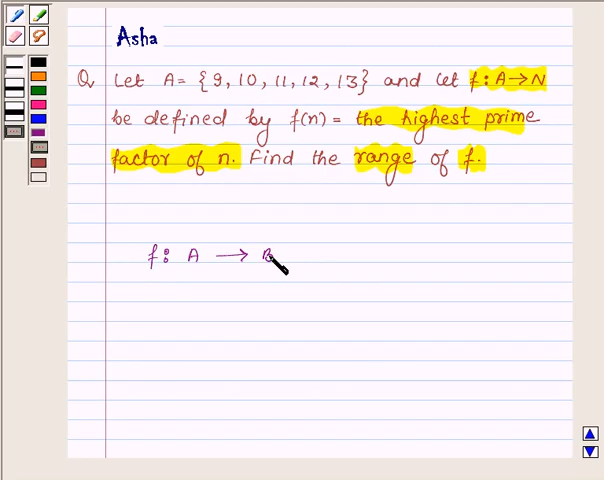 Asha
Q Let A = {9, 10, 11, 12, 13} and let f : A → N
be defined by f(n) = the highest prime
factor of n. Find the range of f.
f : A → B